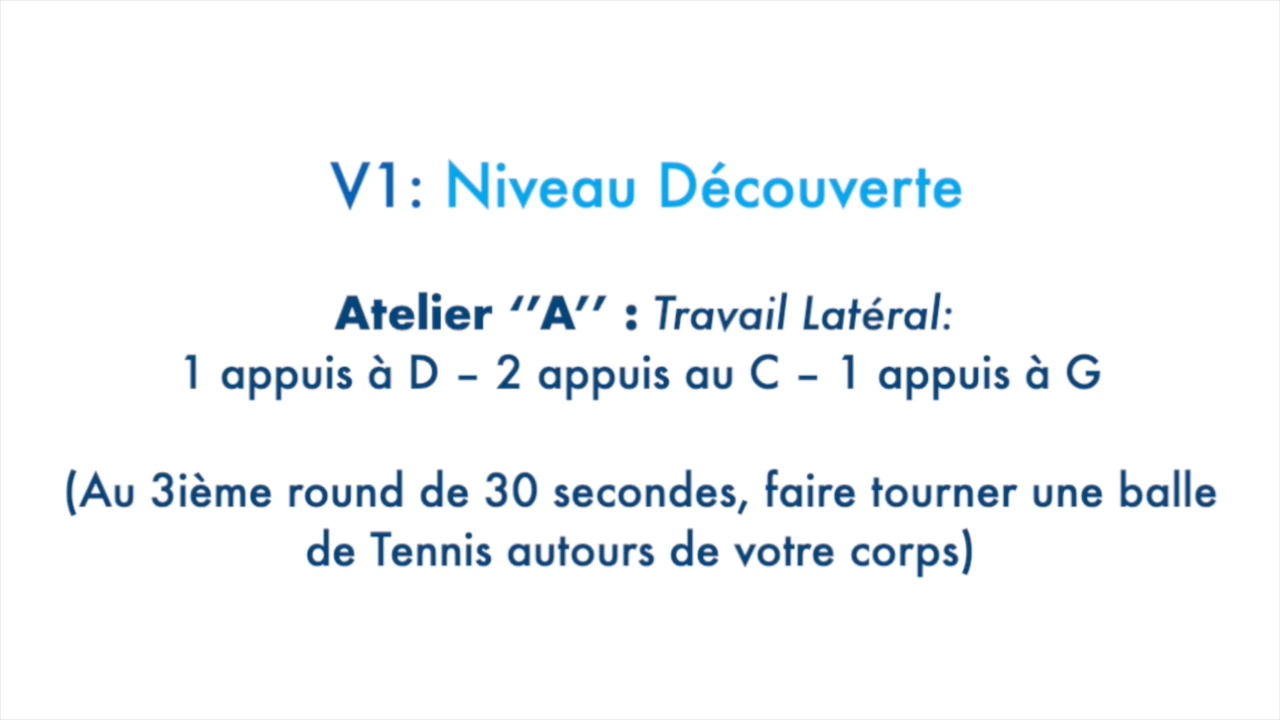 V1: Niveau Découverte
Atelier ‘’A’’ : Travail Latéral:
1 appuis à D – 2 appuis au C – 1 appuis à G
(Au 3ième round de 30 secondes, faire tourner une balle
de Tennis autours de votre corps)